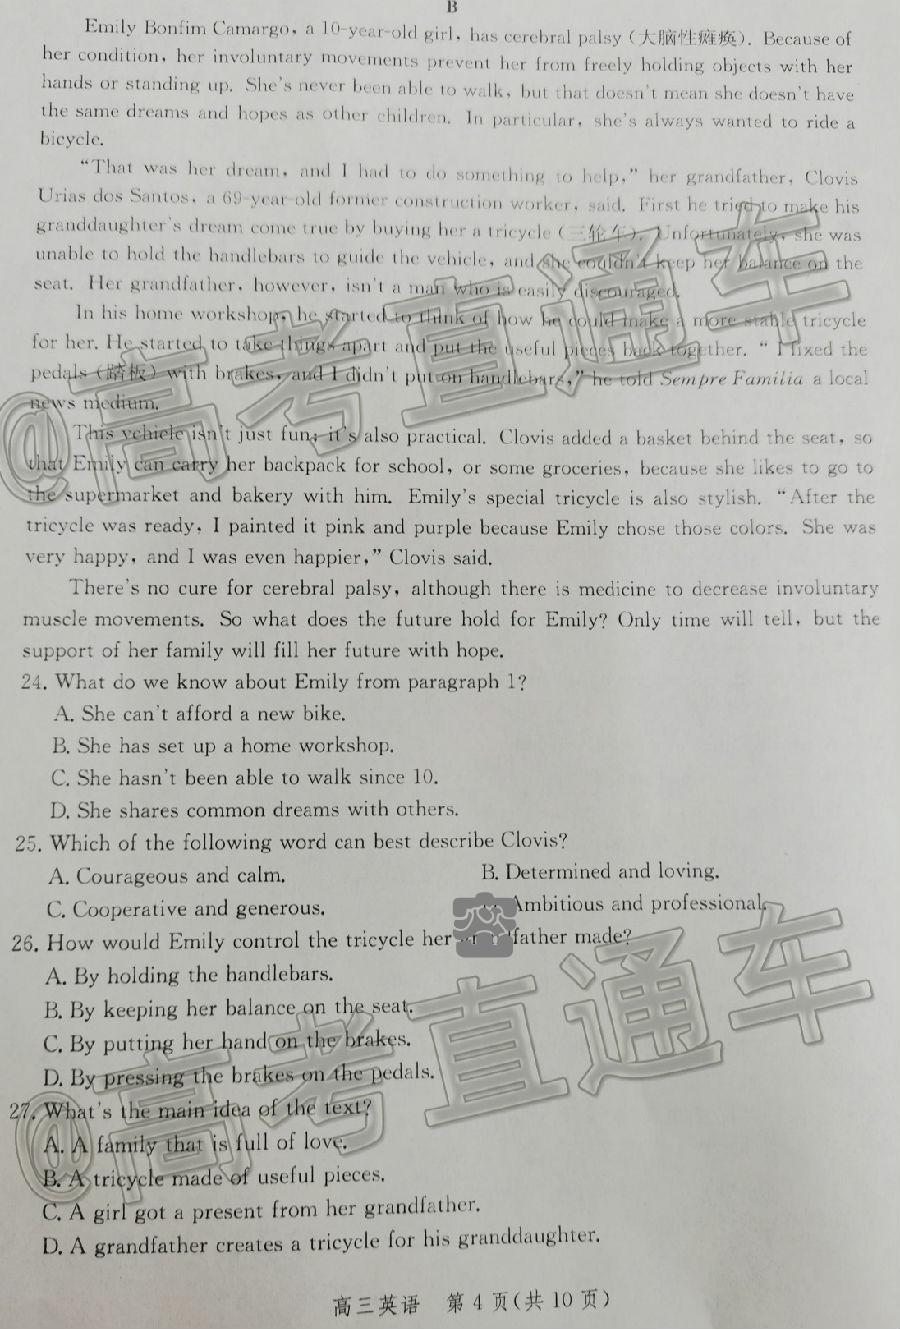 B
Emily Bonfim Camargo, a 10-year-old girl, has cerebral palsy (大脑性瘫痪). Because of
her condition, her involuntary movements prevent her from freely holding objects with her
hands or standing up. She's never been able to walk, but that doesn't mean she doesn't have
the same dreams and hopes as other children. In particular, she's always wanted to ride a
bicycle.
"That was her dream, and I had to do something to help," her grandfather, Clovis
Urias dos Santos, a 69-year-old former construction worker, said. First he tried to make his
granddaughter's dream come true by buying her a tricycle (三轮车). Unfortunately, she was
unable to hold the handlebars to guide the vehicle, and she couldn't keep her balance on the
seat. Her grandfather, however, isn't a man who is easily discouraged.
In his home workshop, he started to think of how he could make a more stable tricycle
for her. He started to take things apart and put the useful pieces back together. "I fixed the
pedals (踏板) with brakes, and I didn't put on handlebars," he told Sempre Familia a local
news medium.
This vehicle isn't just fun; it's also practical. Clovis added a basket behind the seat, so
that Emily can carry her backpack for school, or some groceries, because she likes to go to
the supermarket and bakery with him. Emily's special tricycle is also stylish. "After the
tricycle was ready, I painted it pink and purple because Emily chose those colors. She was
very happy, and I was even happier," Clovis said.
There's no cure for cerebral palsy, although there is medicine to decrease involuntary
muscle movements. So what does the future hold for Emily? Only time will tell, but the
support of her family will fill her future with hope.
24. What do we know about Emily from paragraph 1?
A. She can't afford a new bike.
B. She has set up a home workshop.
C. She hasn't been able to walk since 10.
D. She shares common dreams with others.
25. Which of the following word can best describe Clovis?
A. Courageous and calm. B. Determined and loving.
C. Cooperative and generous. Ambitious and professional.
26. How would Emily control the tricycle her grandfather made?
A. By holding the handlebars.
B. By keeping her balance on the seat.
C. By putting her hand on the brakes.
D. By pressing the brakes on the pedals.
27. What's the main idea of the text?
A. A family that is full of love.
B. A tricycle made of useful pieces.
C. A girl got a present from her grandfather.
D. A grandfather creates a tricycle for his granddaughter.
高三英语 第4页(共10页)
@高考直通车
@高考直通车